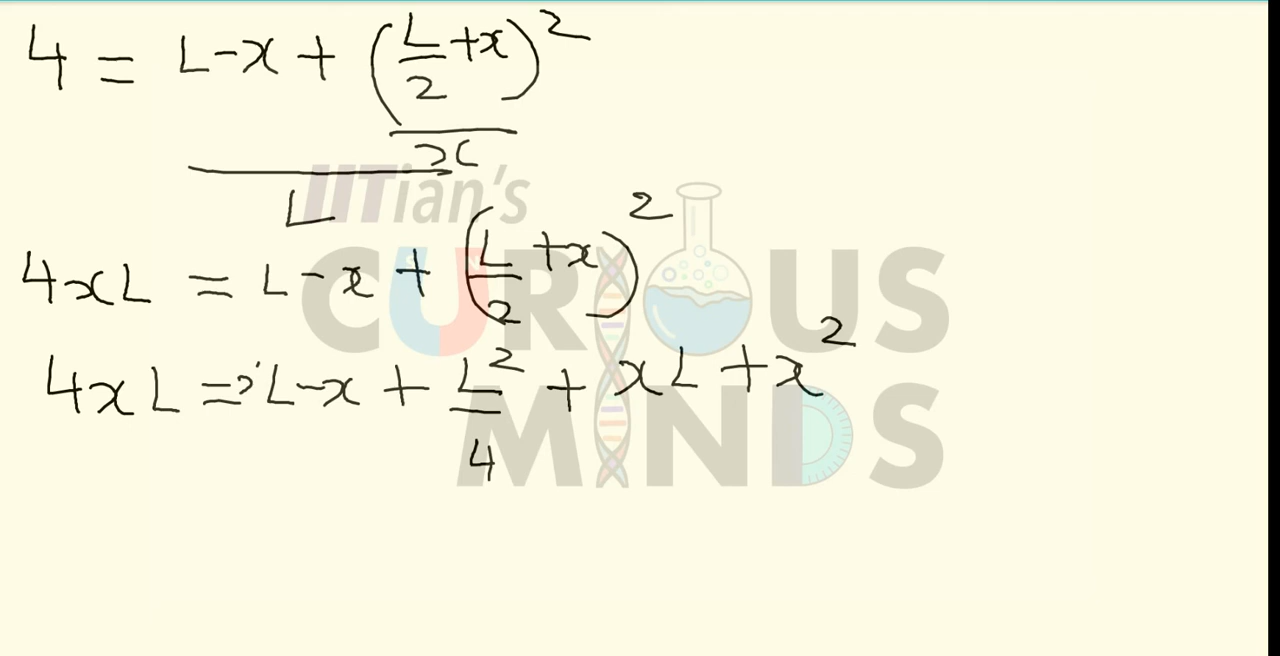 4 = L-x + (L/2 +x)^2/x / L
IITian's
4xL = L-x + (L/2 +x)^2
CURIOUS
4xL = L-x + L^2/4 + xL + x^2
MINDS